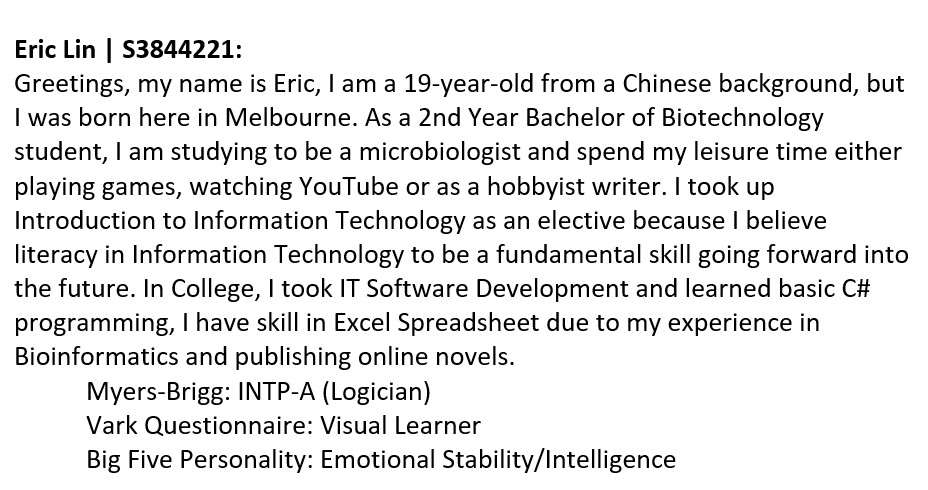 Eric Lin | S3844221:
Greetings, my name is Eric, I am a 19-year-old from a Chinese background, but
I was born here in Melbourne. As a 2nd Year Bachelor of Biotechnology
student, I am studying to be a microbiologist and spend my leisure time either
playing games, watching YouTube or as a hobbyist writer. I took up
Introduction to Information Technology as an elective because I believe
literacy in Information Technology to be a fundamental skill going forward into
the future. In College, I took IT Software Development and learned basic C#
programming, I have skill in Excel Spreadsheet due to my experience in
Bioinformatics and publishing online novels.
Myers-Brigg: INTP-A (Logician)
Vark Questionnaire: Visual Learner
Big Five Personality: Emotional Stability/Intelligence